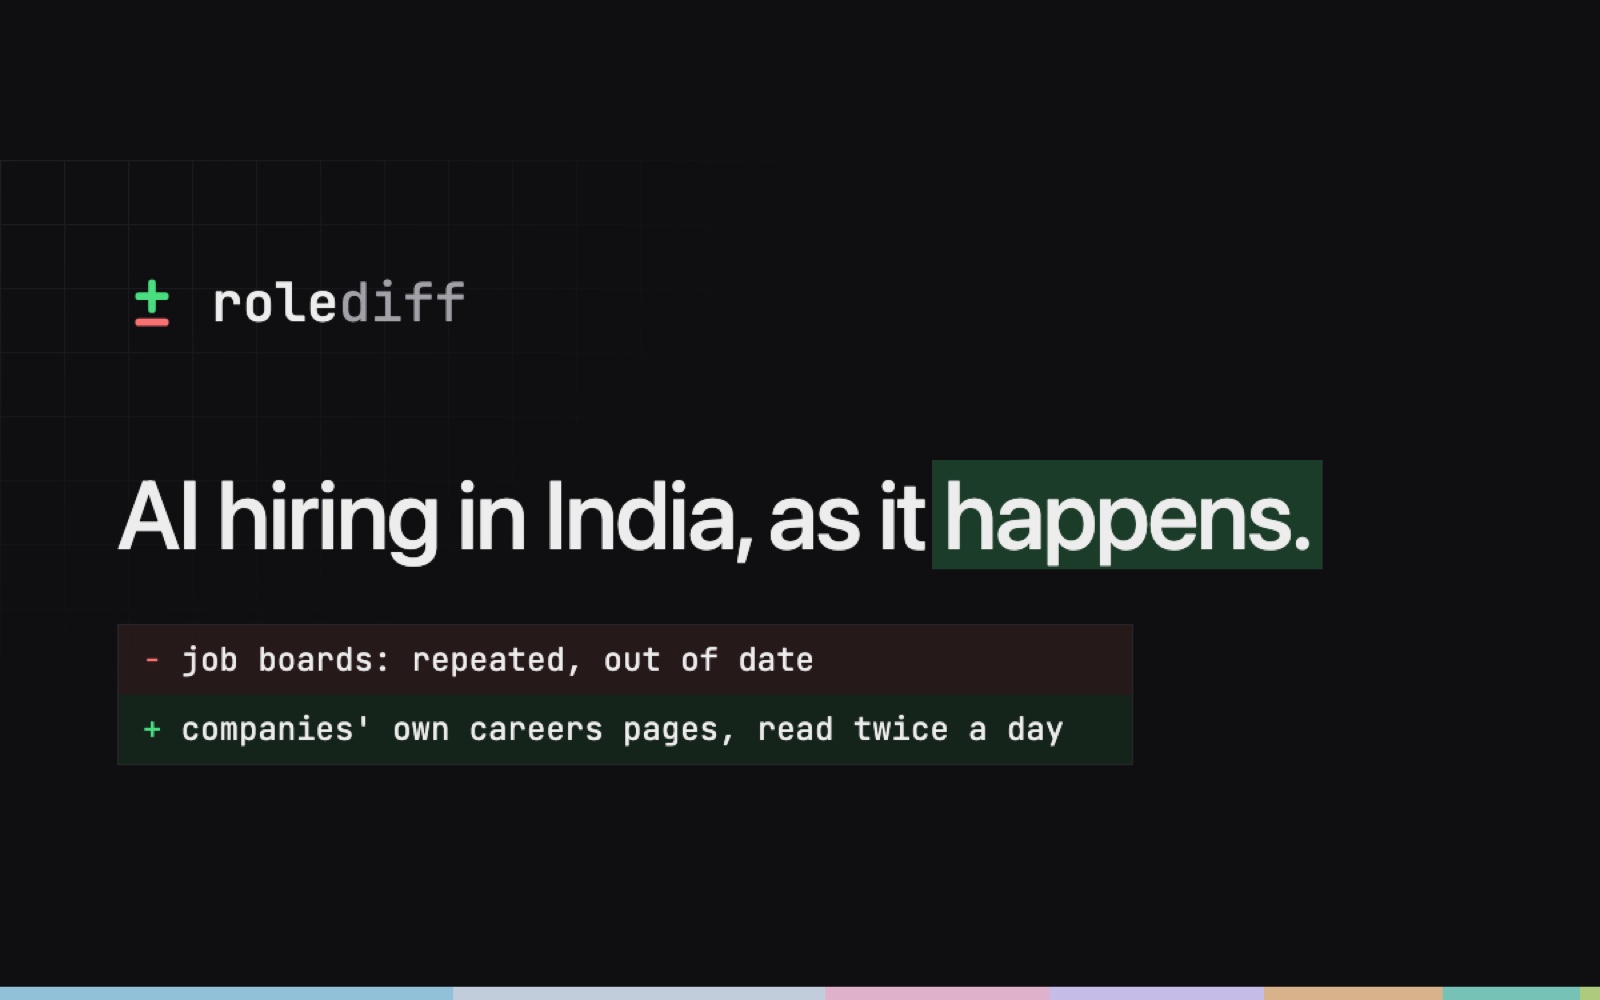 ± rolediff
AI hiring in India, as it happens.
- job boards: repeated, out of date
+ companies' own careers pages, read twice a day